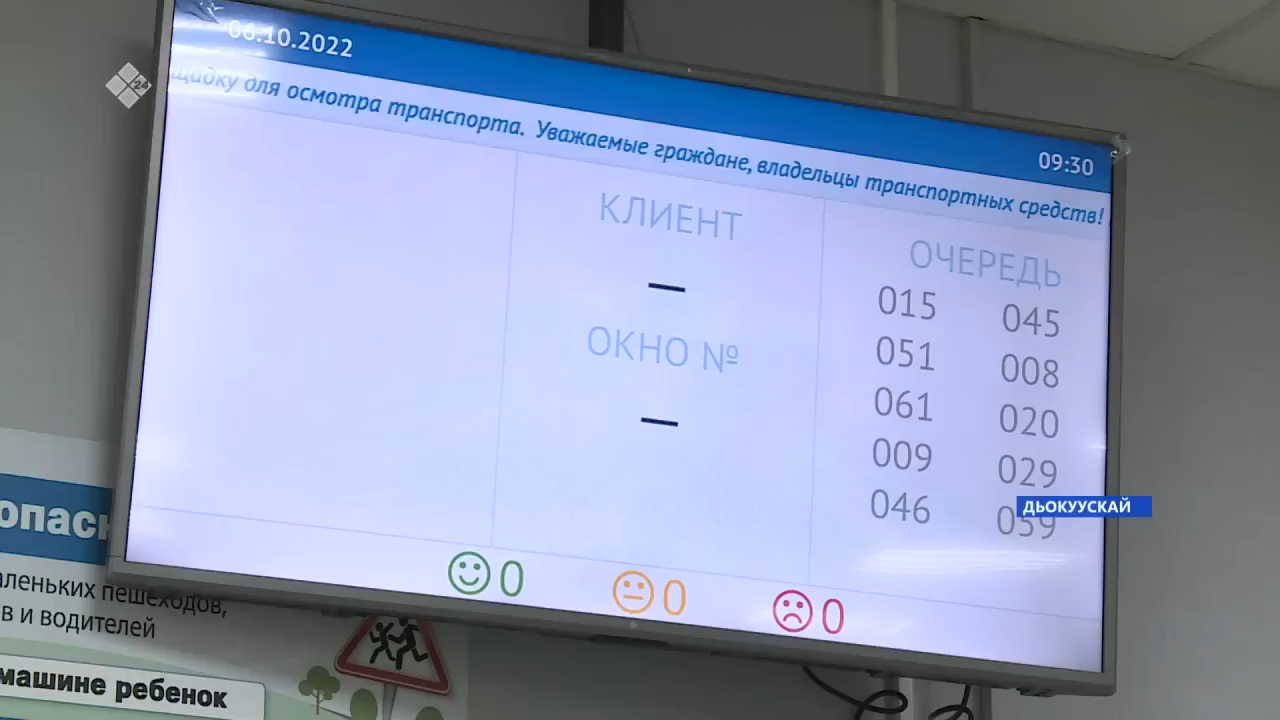 06.10.2022
09:30
для осмотра транспорта. Уважаемые граждане, владельцы транспортных средств!
КЛИЕНТ
—
ОКНО №
—
ОЧЕРЕДЬ
015 045
051 008
061 020
009 029
046 059
0 0 0
24
ДЬОКУУСКАЙ
опасн
аленьких пешеходов,
в и водителей
машине ребенок